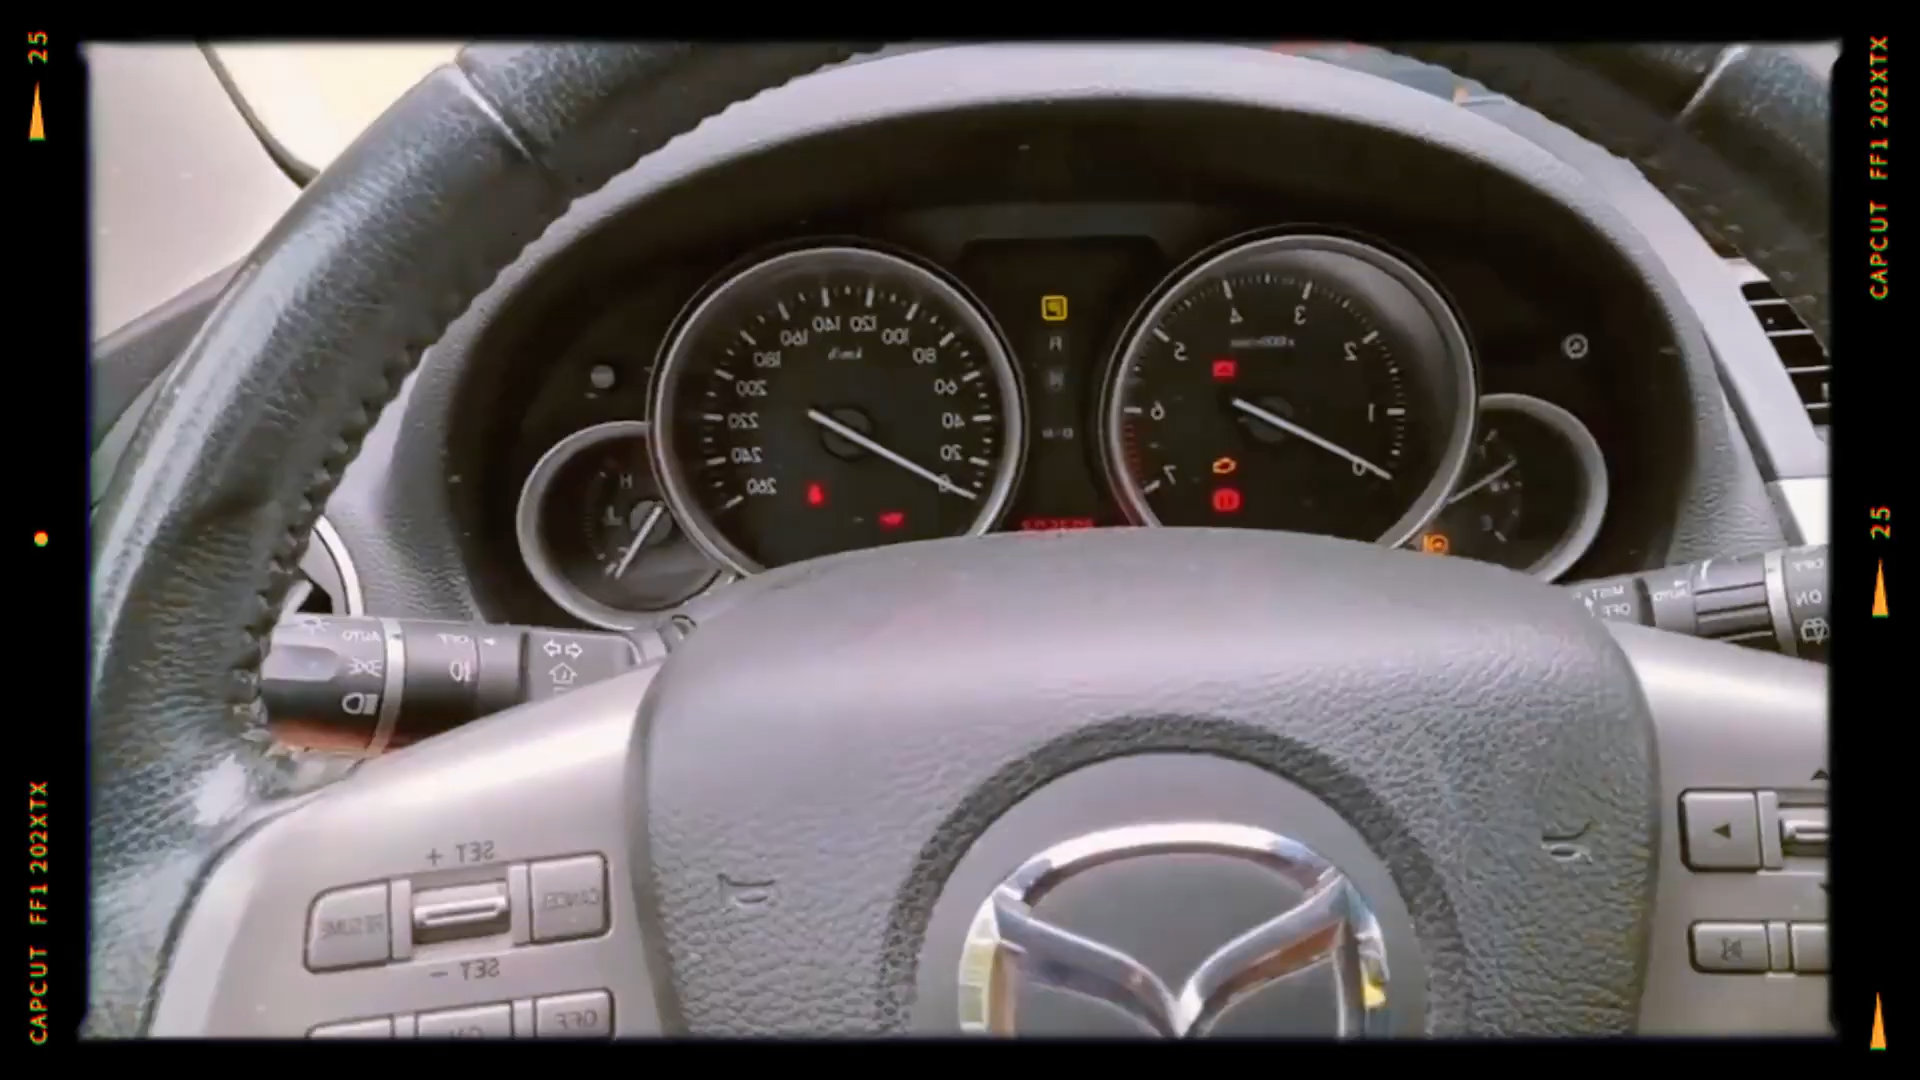 25
CAPCUT FF1 202XTX
CAPCUT FF1 202XTX
25
260
240
220
200
180
160
140
120
100
80
60
40
20
0
km/h
H
C
7
6
5
4
3
2
1
0
R
AUTO
OFF
OFF
MIST
AUTO
OFF
ON
SET +
RESUME
CANCEL
SET -
OFF